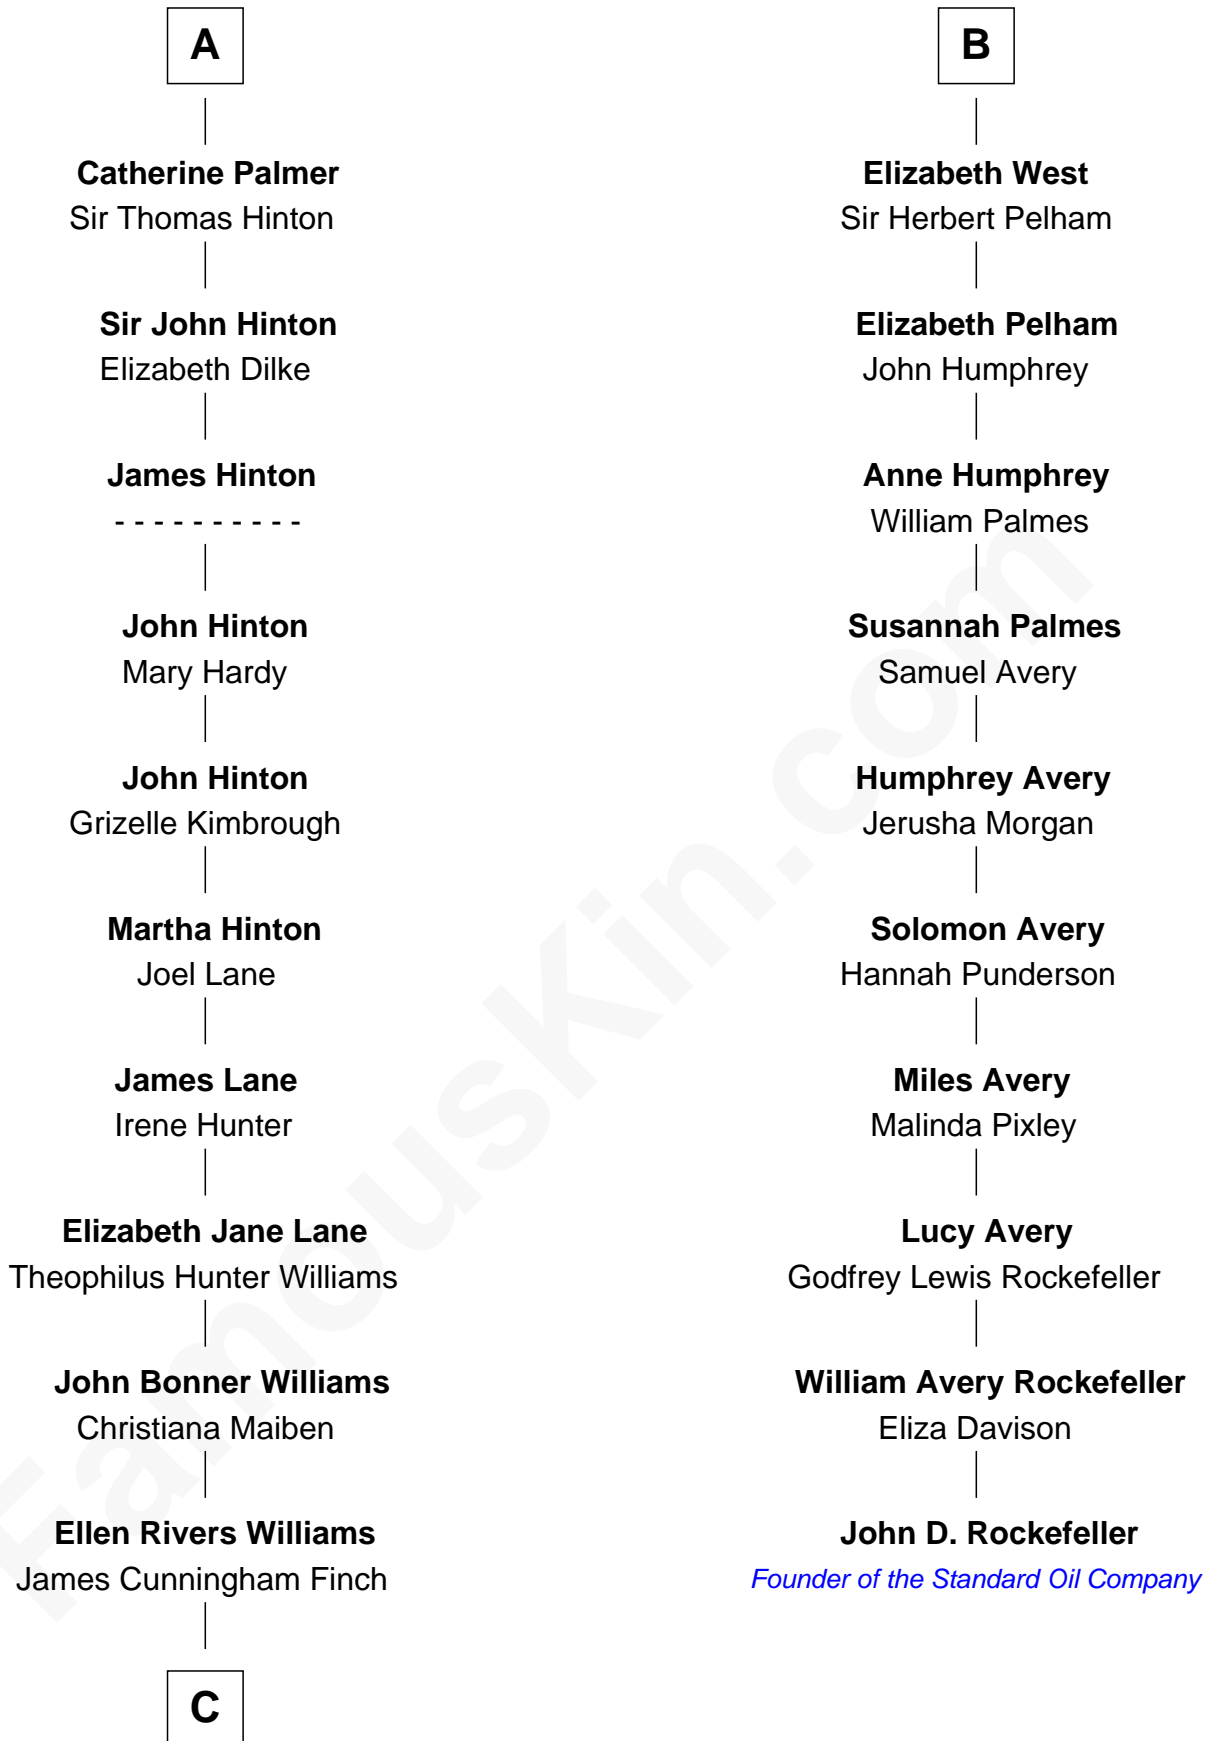 A
Catherine Palmer
Sir Thomas Hinton
Sir John Hinton
Elizabeth Dilke
James Hinton
- - - - - - - - - -
John Hinton
Mary Hardy
John Hinton
Grizelle Kimbrough
Martha Hinton
Joel Lane
James Lane
Irene Hunter
Elizabeth Jane Lane
Theophilus Hunter Williams
John Bonner Williams
Christiana Maiben
Ellen Rivers Williams
James Cunningham Finch
C
B
Elizabeth West
Sir Herbert Pelham
Elizabeth Pelham
John Humphrey
Anne Humphrey
William Palmes
Susannah Palmes
Samuel Avery
Humphrey Avery
Jerusha Morgan
Solomon Avery
Hannah Punderson
Miles Avery
Malinda Pixley
Lucy Avery
Godfrey Lewis Rockefeller
William Avery Rockefeller
Eliza Davison
John D. Rockefeller
Founder of the Standard Oil Company
FamousKin.com